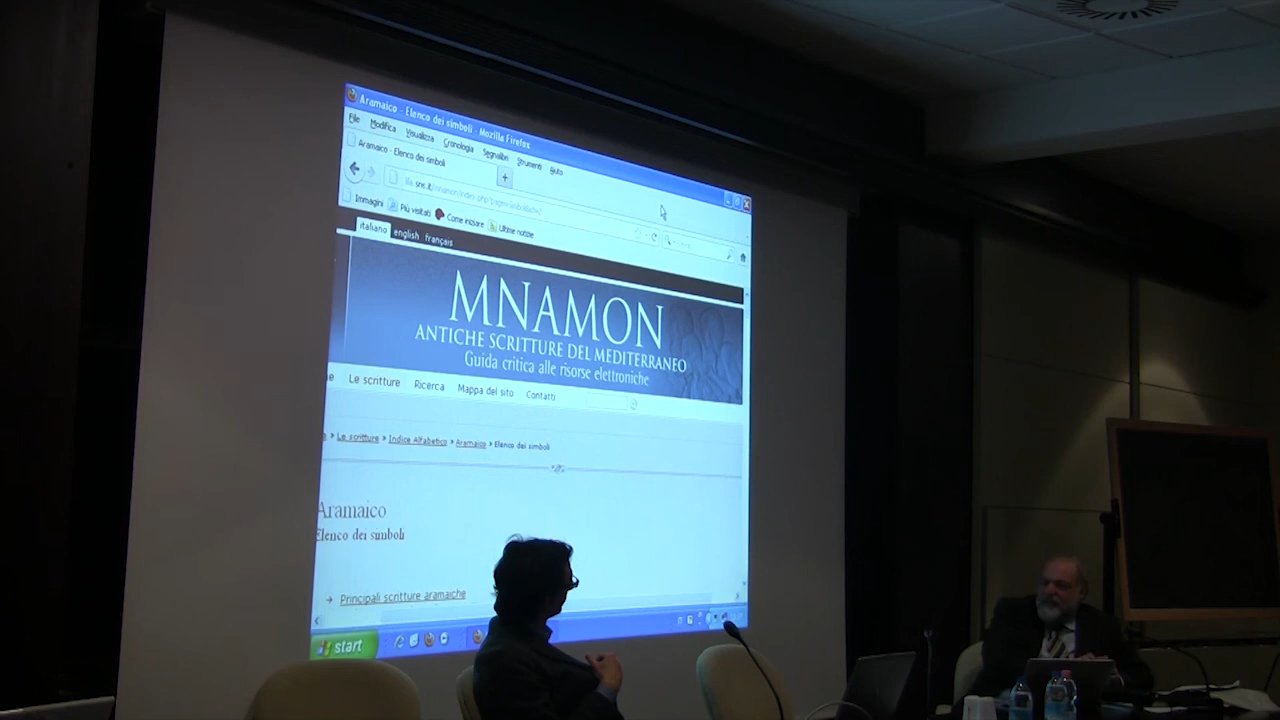 Aramaico - Elenco dei simboli - Mozilla Firefox
File Modifica Visualizza Cronologia Segnalibri Strumenti Aiuto
Aramaico - Elenco dei simboli +
Immagini Più visitati Come iniziare Ultime notizie
italiano english français
MNAMON
ANTICHE SCRITTURE DEL MEDITERRANEO
Guida critica alle risorse elettroniche
Le scritture Ricerca Mappa del sito Contatti
> Le scritture > Indice Alfabetico > Aramaico > Elenco dei simboli
Aramaico
Elenco dei simboli
→ Principali scritture aramaiche
start